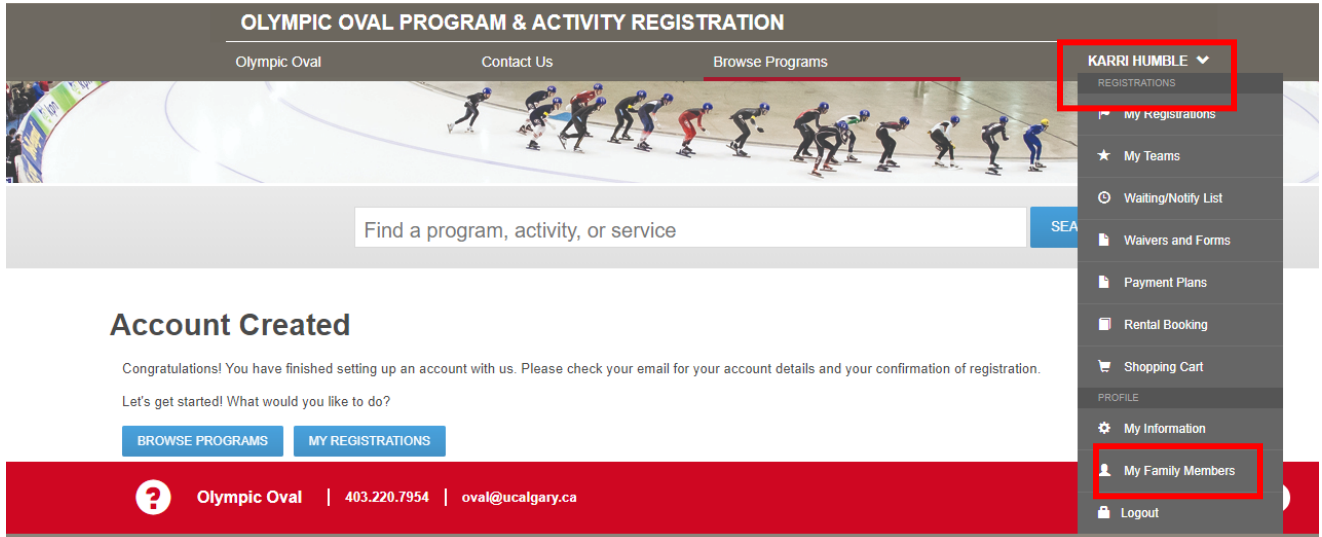 OLYMPIC OVAL PROGRAM & ACTIVITY REGISTRATION
Olympic Oval Contact Us Browse Programs KARRI HUMBLE
REGISTRATIONS
My Registrations
My Teams
Waiting/Notify List
Find a program, activity, or service SEA
Waivers and Forms
Payment Plans
Rental Booking
Shopping Cart
PROFILE
My Information
My Family Members
Logout
Account Created
Congratulations! You have finished setting up an account with us. Please check your email for your account details and your confirmation of registration.
Let's get started! What would you like to do?
BROWSE PROGRAMS MY REGISTRATIONS
? Olympic Oval | 403.220.7954 | oval@ucalgary.ca